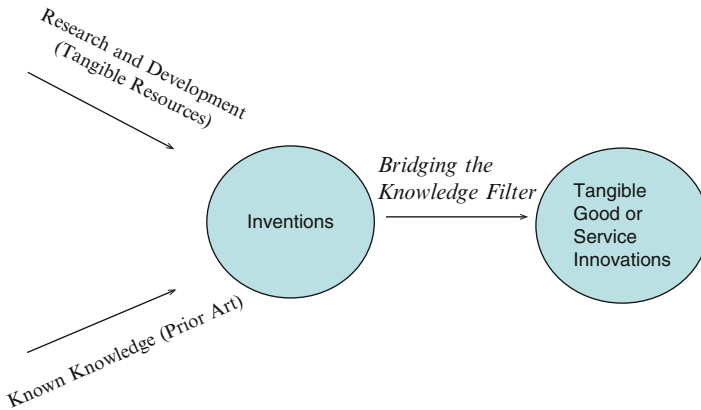 Research and Development
(Tangible Resources)
Inventions
Bridging the
Knowledge Filter
Tangible
Good or
Service
Innovations
Known Knowledge (Prior Art)